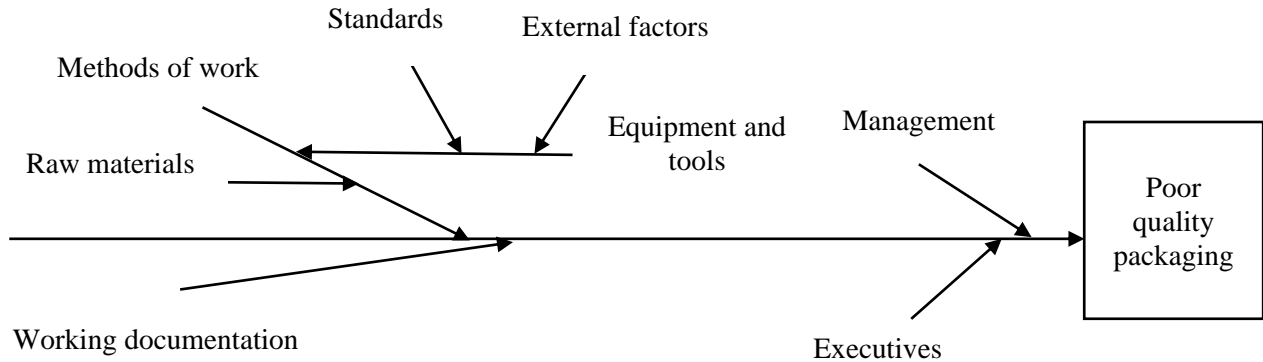 Standards
External factors
Methods of work
Equipment and
tools
Management
Raw materials
Poor
quality
packaging
Working documentation
Executives